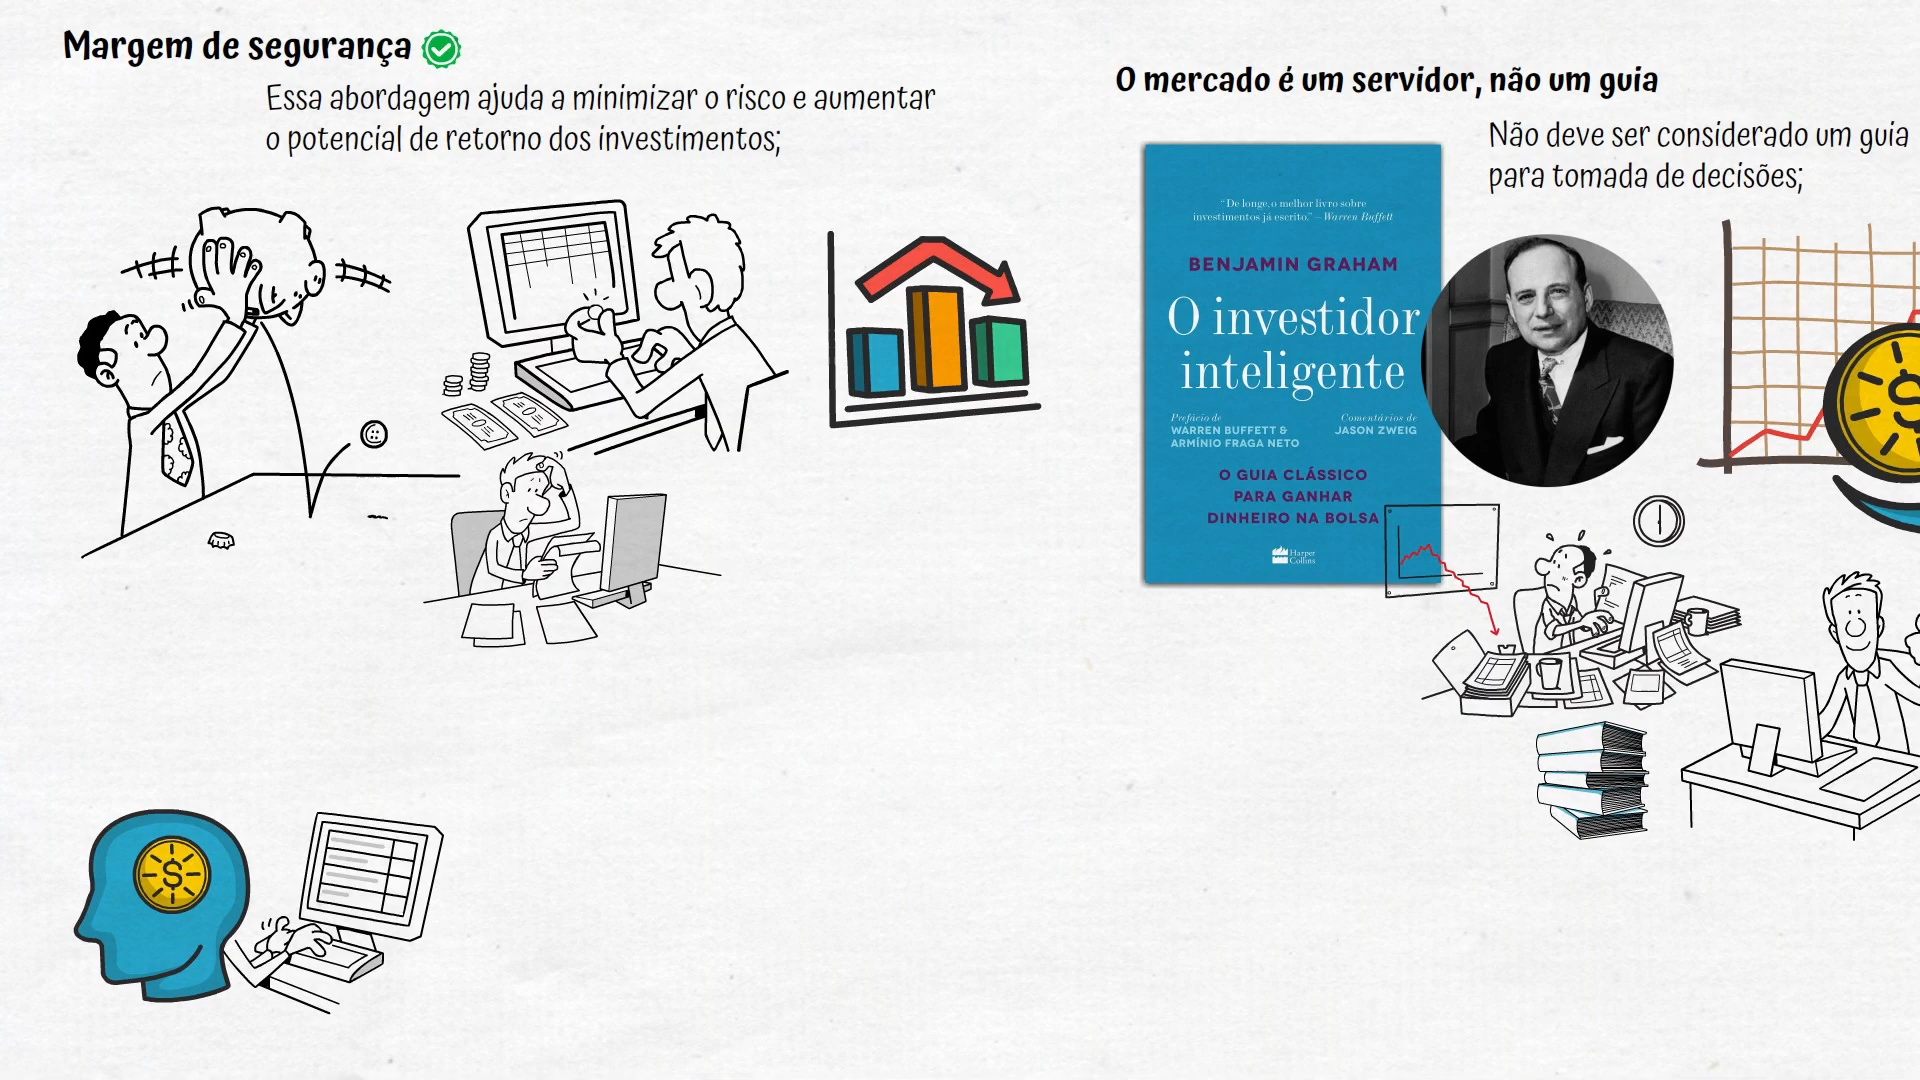 Margem de segurança
Essa abordagem ajuda a minimizar o risco e aumentar
o potencial de retorno dos investimentos;
O mercado é um servidor, não um guia
Não deve ser considerado um guia
para tomada de decisões;
“De longe, o melhor livro sobre
investimentos já escrito.” – Warren Buffett
BENJAMIN GRAHAM
O investidor
inteligente
Prefácio de
WARREN BUFFETT &
ARMÍNIO FRAGA NETO
Comentários de
JASON ZWEIG
O GUIA CLÁSSICO
PARA GANHAR
DINHEIRO NA BOLSA
Harper
Collins
$
$